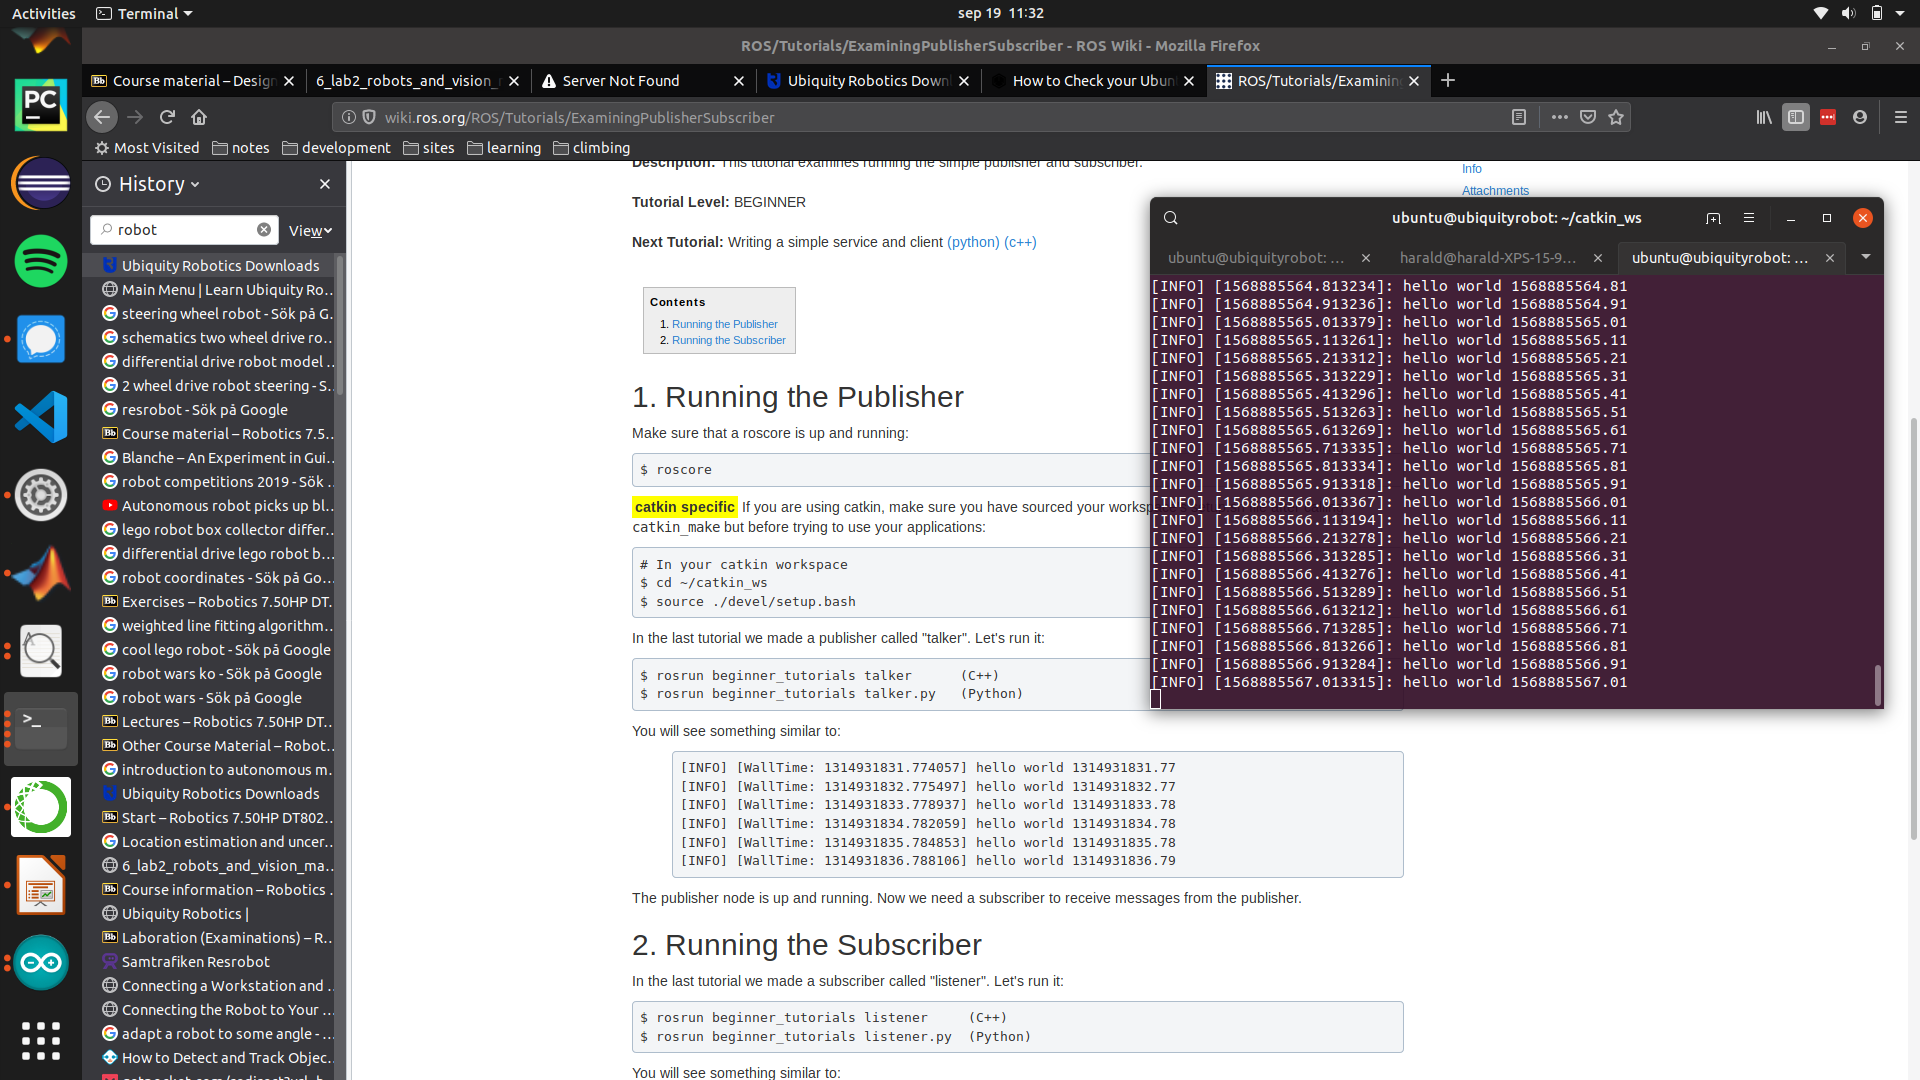 Activities
Terminal
sep 19 11:32
ROS/Tutorials/ExaminingPublisherSubscriber - ROS Wiki - Mozilla Firefox
Course material – Design
6_lab2_robots_and_vision_
Server Not Found
Ubiquity Robotics Down
How to Check your Ubun
ROS/Tutorials/Examining
wiki.ros.org/ROS/Tutorials/ExaminingPublisherSubscriber
Most Visited
notes
development
sites
learning
climbing
History
robot
View
Ubiquity Robotics Downloads
Main Menu | Learn Ubiquity Ro…
steering wheel robot - Sök på G…
schematics two wheel drive ro…
differential drive robot model …
2 wheel drive robot steering - S…
resrobot - Sök på Google
Course material – Robotics 7.5…
Blanche – An Experiment in Gui…
robot competitions 2019 - Sök …
Autonomous robot picks up bl…
lego robot box collector differ…
differential drive lego robot b…
robot coordinates - Sök på Go…
Exercises – Robotics 7.50HP DT…
weighted line fitting algorithm…
cool lego robot - Sök på Google
robot wars ko - Sök på Google
robot wars - Sök på Google
Lectures – Robotics 7.50HP DT…
Other Course Material – Robot…
introduction to autonomous m…
Ubiquity Robotics Downloads
Start – Robotics 7.50HP DT802…
Location estimation and uncer…
6_lab2_robots_and_vision_ma…
Course information – Robotics …
Ubiquity Robotics |
Laboration (Examinations) – R…
Samtrafiken Resrobot
Connecting a Workstation and …
Connecting the Robot to Your …
adapt a robot to some angle - …
How to Detect and Track Objec…
Description: This tutorial examines running the simple publisher and subscriber.
Tutorial Level: BEGINNER
Next Tutorial: Writing a simple service and client (python) (c++)
Info
Attachments
Contents
1. Running the Publisher
2. Running the Subscriber
1. Running the Publisher
Make sure that a roscore is up and running:
$ roscore
catkin specific If you are using catkin, make sure you have sourced your
catkin_make but before trying to use your applications:
# In your catkin workspace
$ cd ~/catkin_ws
$ source ./devel/setup.bash
In the last tutorial we made a publisher called "talker". Let's run it:
$ rosrun beginner_tutorials talker      (C++)
$ rosrun beginner_tutorials talker.py   (Python)
You will see something similar to:
[INFO] [WallTime: 1314931831.774057] hello world 1314931831.77
[INFO] [WallTime: 1314931832.775497] hello world 1314931832.77
[INFO] [WallTime: 1314931833.778937] hello world 1314931833.78
[INFO] [WallTime: 1314931834.782059] hello world 1314931834.78
[INFO] [WallTime: 1314931835.784853] hello world 1314931835.78
[INFO] [WallTime: 1314931836.788106] hello world 1314931836.79
The publisher node is up and running. Now we need a subscriber to receive messages from the publisher.
2. Running the Subscriber
In the last tutorial we made a subscriber called "listener". Let's run it:
$ rosrun beginner_tutorials listener     (C++)
$ rosrun beginner_tutorials listener.py  (Python)
You will see something similar to:
ubuntu@ubiquityrobot: ~/catkin_ws
ubuntu@ubiquityrobot: …
harald@harald-XPS-15-9…
ubuntu@ubiquityrobot: …
[INFO] [1568885564.813234]: hello world 1568885564.81
[INFO] [1568885564.913236]: hello world 1568885564.91
[INFO] [1568885565.013379]: hello world 1568885565.01
[INFO] [1568885565.113261]: hello world 1568885565.11
[INFO] [1568885565.213312]: hello world 1568885565.21
[INFO] [1568885565.313229]: hello world 1568885565.31
[INFO] [1568885565.413296]: hello world 1568885565.41
[INFO] [1568885565.513263]: hello world 1568885565.51
[INFO] [1568885565.613269]: hello world 1568885565.61
[INFO] [1568885565.713335]: hello world 1568885565.71
[INFO] [1568885565.813334]: hello world 1568885565.81
[INFO] [1568885565.913318]: hello world 1568885565.91
[INFO] [1568885566.013367]: hello world 1568885566.01
[INFO] [1568885566.113194]: hello world 1568885566.11
[INFO] [1568885566.213278]: hello world 1568885566.21
[INFO] [1568885566.313285]: hello world 1568885566.31
[INFO] [1568885566.413276]: hello world 1568885566.41
[INFO] [1568885566.513289]: hello world 1568885566.51
[INFO] [1568885566.613212]: hello world 1568885566.61
[INFO] [1568885566.713285]: hello world 1568885566.71
[INFO] [1568885566.813266]: hello world 1568885566.81
[INFO] [1568885566.913284]: hello world 1568885566.91
[INFO] [1568885567.013315]: hello world 1568885567.01